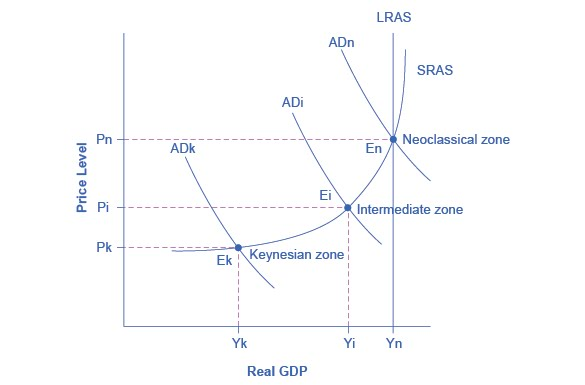 LRAS
ADn
SRAS
ADi
Pn
En
Neoclassical zone
ADk
Price Level
Ei
Pi
Intermediate zone
Pk
Ek
Keynesian zone
Yk
Yi
Yn
Real GDP